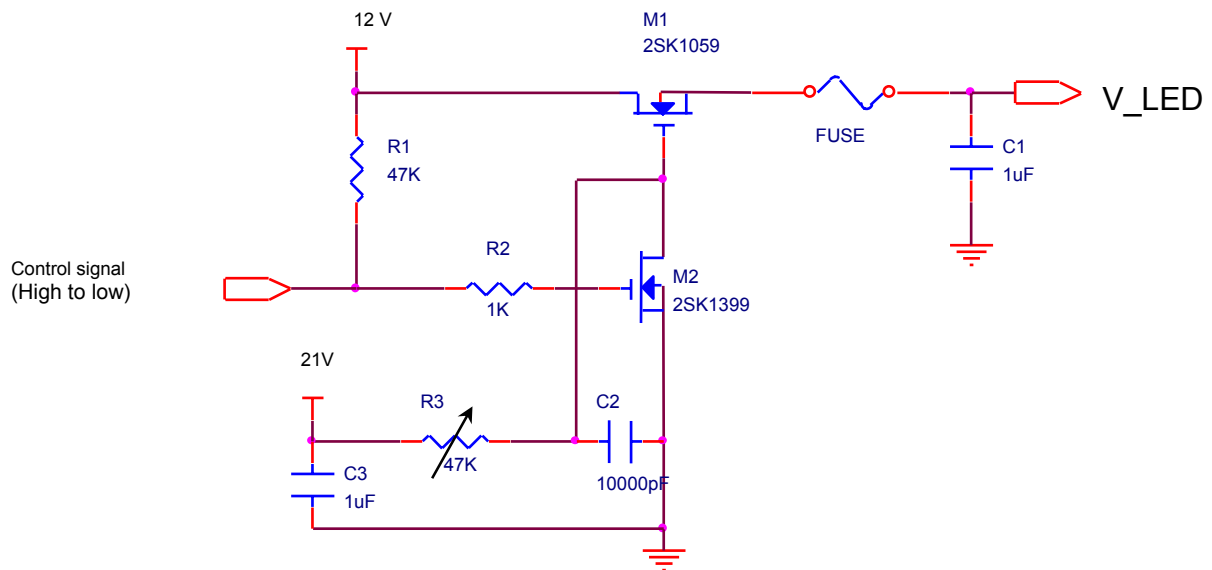 12 V
M1
2SK1059
V_LED
FUSE
R1
47K
C1
1uF
R2
1K
Control signal
(High to low)
M2
2SK1399
21V
R3
47K
C2
10000pF
C3
1uF